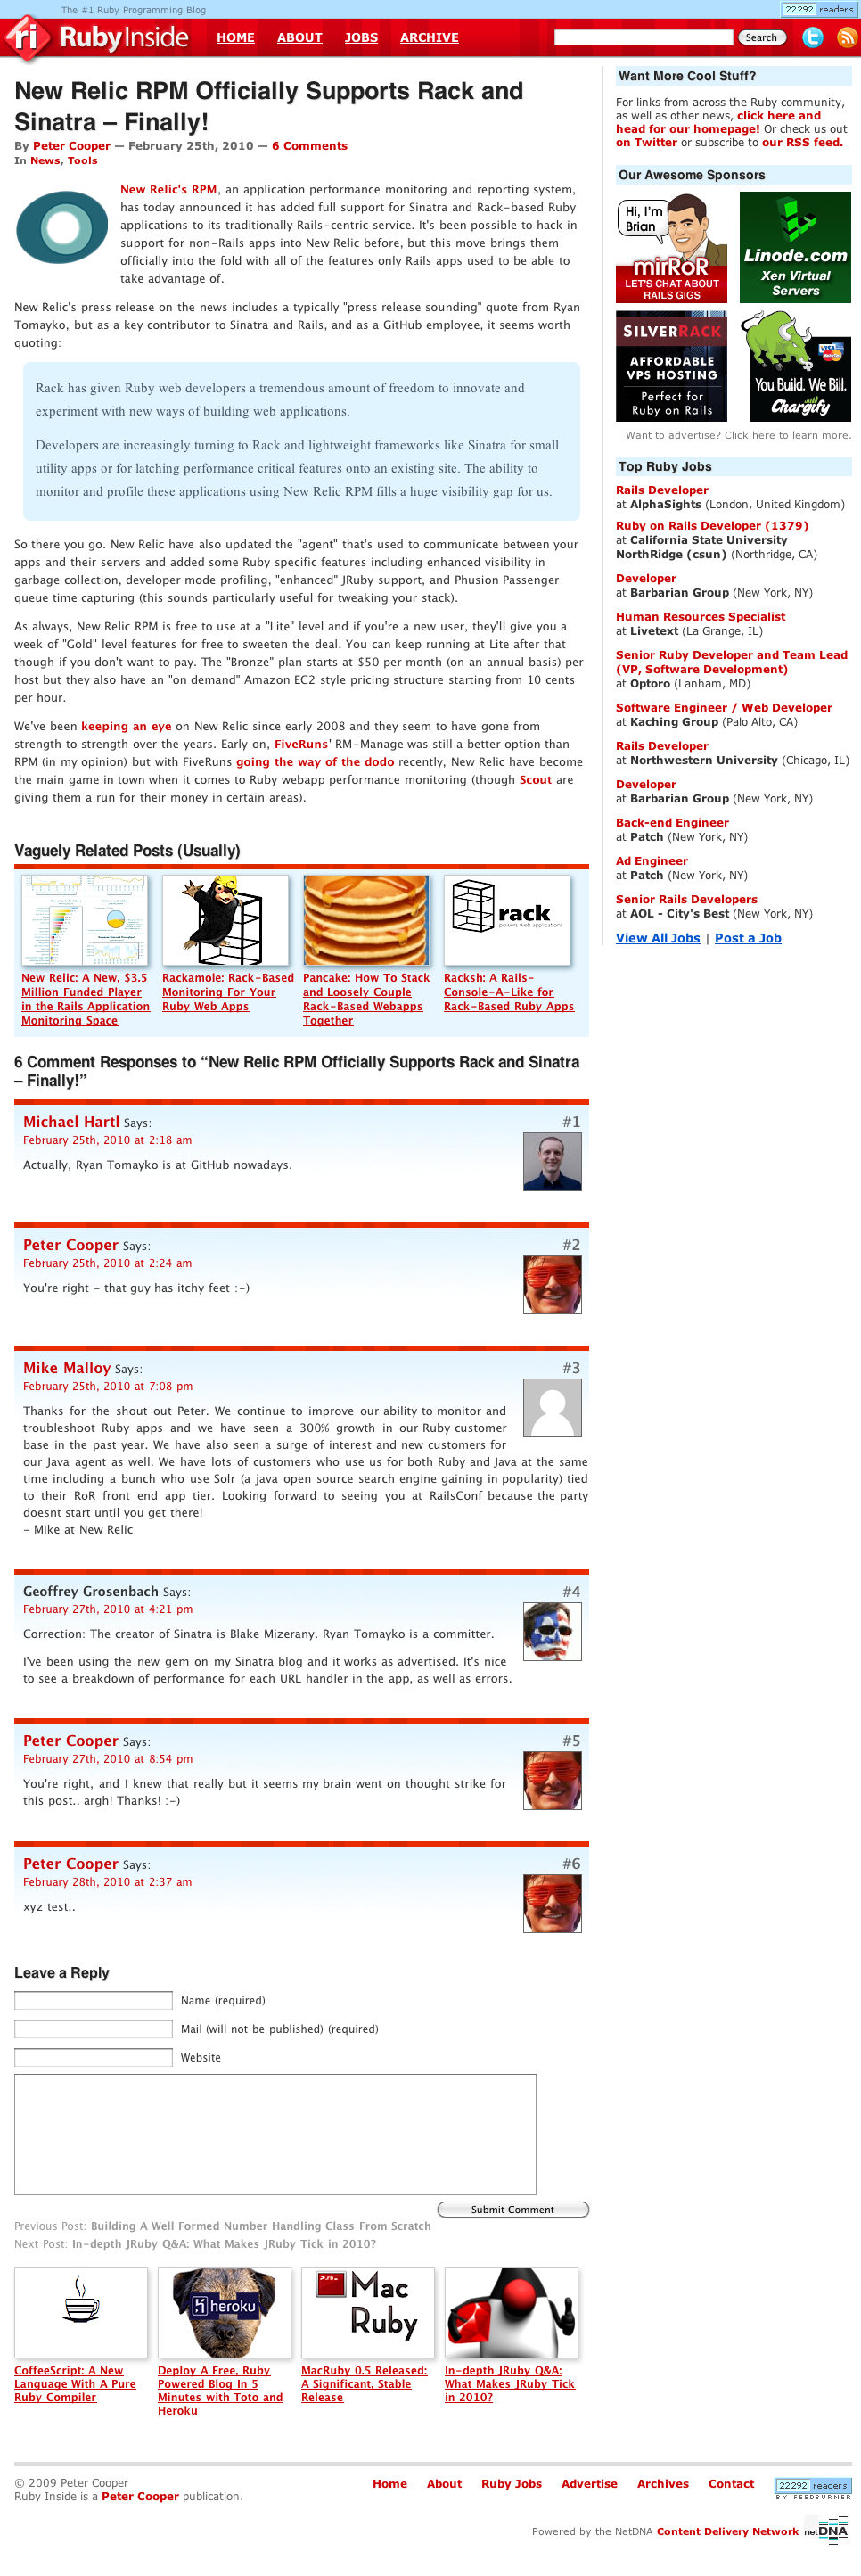 The #1 Ruby Programming Blog
22292 readers
ri RubyInside
HOME ABOUT JOBS ARCHIVE
Search
New Relic RPM Officially Supports Rack and
Sinatra – Finally!
By Peter Cooper — February 25th, 2010 — 6 Comments
In News, Tools
New Relic's RPM, an application performance monitoring and reporting system,
has today announced it has added full support for Sinatra and Rack-based Ruby
applications to its traditionally Rails-centric service. It's been possible to hack in
support for non-Rails apps into New Relic before, but this move brings them
officially into the fold with all of the features only Rails apps used to be able to
take advantage of.
New Relic's press release on the news includes a typically "press release sounding" quote from Ryan
Tomayko, but as a key contributor to Sinatra and Rails, and as a GitHub employee, it seems worth
quoting:
Rack has given Ruby web developers a tremendous amount of freedom to innovate and
experiment with new ways of building web applications.
Developers are increasingly turning to Rack and lightweight frameworks like Sinatra for small
utility apps or for latching performance critical features onto an existing site. The ability to
monitor and profile these applications using New Relic RPM fills a huge visibility gap for us.
So there you go. New Relic have also updated the "agent" that's used to communicate between your
apps and their servers and added some Ruby specific features including enhanced visibility in
garbage collection, developer mode profiling, "enhanced" JRuby support, and Phusion Passenger
queue time capturing (this sounds particularly useful for tweaking your stack).
As always, New Relic RPM is free to use at a "Lite" level and if you're a new user, they'll give you a
week of "Gold" level features for free to sweeten the deal. You can keep running at Lite after that
though if you don't want to pay. The "Bronze" plan starts at $50 per month (on an annual basis) per
host but they also have an "on demand" Amazon EC2 style pricing structure starting from 10 cents
per hour.
We've been keeping an eye on New Relic since early 2008 and they seem to have gone from
strength to strength over the years. Early on, FiveRuns' RM-Manage was still a better option than
RPM (in my opinion) but with FiveRuns going the way of the dodo recently, New Relic have become
the main game in town when it comes to Ruby webapp performance monitoring (though Scout are
giving them a run for their money in certain areas).
Vaguely Related Posts (Usually)
rack
powers web applications
New Relic: A New, $3.5
Million Funded Player
in the Rails Application
Monitoring Space
Rackamole: Rack-Based
Monitoring For Your
Ruby Web Apps
Pancake: How To Stack
and Loosely Couple
Rack-Based Webapps
Together
Racksh: A Rails-
Console-A-Like for
Rack-Based Ruby Apps
6 Comment Responses to “New Relic RPM Officially Supports Rack and Sinatra
– Finally!”
Michael Hartl Says:
#1
February 25th, 2010 at 2:18 am
Actually, Ryan Tomayko is at GitHub nowadays.
Peter Cooper Says:
#2
February 25th, 2010 at 2:24 am
You're right - that guy has itchy feet :-)
Mike Malloy Says:
#3
February 25th, 2010 at 7:08 pm
Thanks for the shout out Peter. We continue to improve our ability to monitor and
troubleshoot Ruby apps and we have seen a 300% growth in our Ruby customer
base in the past year. We have also seen a surge of interest and new customers for
our Java agent as well. We have lots of customers who use us for both Ruby and Java at the same
time including a bunch who use Solr (a java open source search engine gaining in popularity) tied
to their RoR front end app tier. Looking forward to seeing you at RailsConf because the party
doesnt start until you get there!
- Mike at New Relic
Geoffrey Grosenbach Says:
#4
February 27th, 2010 at 4:21 pm
Correction: The creator of Sinatra is Blake Mizerany. Ryan Tomayko is a committer.
I've been using the new gem on my Sinatra blog and it works as advertised. It's nice
to see a breakdown of performance for each URL handler in the app, as well as errors.
Peter Cooper Says:
#5
February 27th, 2010 at 8:54 pm
You're right, and I knew that really but it seems my brain went on thought strike for
this post.. argh! Thanks! :-)
Peter Cooper Says:
#6
February 28th, 2010 at 2:37 am
xyz test..
Leave a Reply
Name (required)
Mail (will not be published) (required)
Website
Submit Comment
Previous Post: Building A Well Formed Number Handling Class From Scratch
Next Post: In-depth JRuby Q&A: What Makes JRuby Tick in 2010?
heroku
Mac
Ruby
CoffeeScript: A New
Language With A Pure
Ruby Compiler
Deploy A Free, Ruby
Powered Blog In 5
Minutes with Toto and
Heroku
MacRuby 0.5 Released:
A Significant, Stable
Release
In-depth JRuby Q&A:
What Makes JRuby Tick
in 2010?
Want More Cool Stuff?
For links from across the Ruby community,
as well as other news, click here and
head for our homepage! Or check us out
on Twitter or subscribe to our RSS feed.
Our Awesome Sponsors
Hi, I'm
Brian
mirRoR
LET'S CHAT ABOUT
RAILS GIGS
Linode.com
Xen Virtual
Servers
SILVERRACK
AFFORDABLE
VPS HOSTING
Perfect for
Ruby on Rails
VISA
You Build. We Bill.
Chargify
Want to advertise? Click here to learn more.
Top Ruby Jobs
Rails Developer
at AlphaSights (London, United Kingdom)
Ruby on Rails Developer (1379)
at California State University
NorthRidge (csun) (Northridge, CA)
Developer
at Barbarian Group (New York, NY)
Human Resources Specialist
at Livetext (La Grange, IL)
Senior Ruby Developer and Team Lead
(VP, Software Development)
at Optoro (Lanham, MD)
Software Engineer / Web Developer
at Kaching Group (Palo Alto, CA)
Rails Developer
at Northwestern University (Chicago, IL)
Developer
at Barbarian Group (New York, NY)
Back-end Engineer
at Patch (New York, NY)
Ad Engineer
at Patch (New York, NY)
Senior Rails Developers
at AOL - City's Best (New York, NY)
View All Jobs | Post a Job
© 2009 Peter Cooper
Ruby Inside is a Peter Cooper publication.
Home About Ruby Jobs Advertise Archives Contact
22292 readers
BY FEEDBURNER
Powered by the NetDNA Content Delivery Network
netDNA